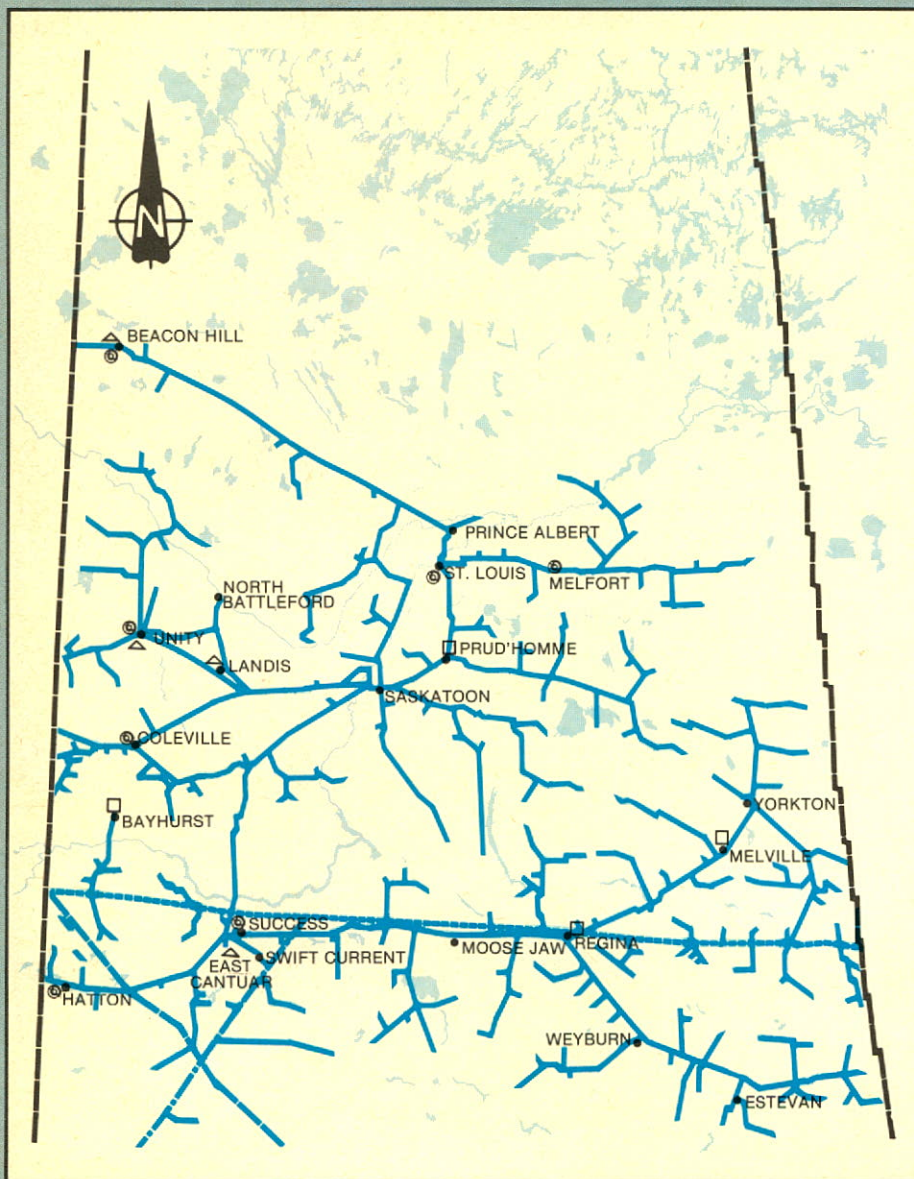 N
BEACON HILL
PRINCE ALBERT
ST. LOUIS
MELFORT
NORTH
BATTLEFORD
UNITY
PRUD'HOMME
LANDIS
SASKATOON
COLEVILLE
YORKTON
BAYHURST
MELVILLE
SUCCESS
MOOSE JAW
REGINA
SWIFT CURRENT
EAST
CANTUAR
HATTON
WEYBURN
ESTEVAN